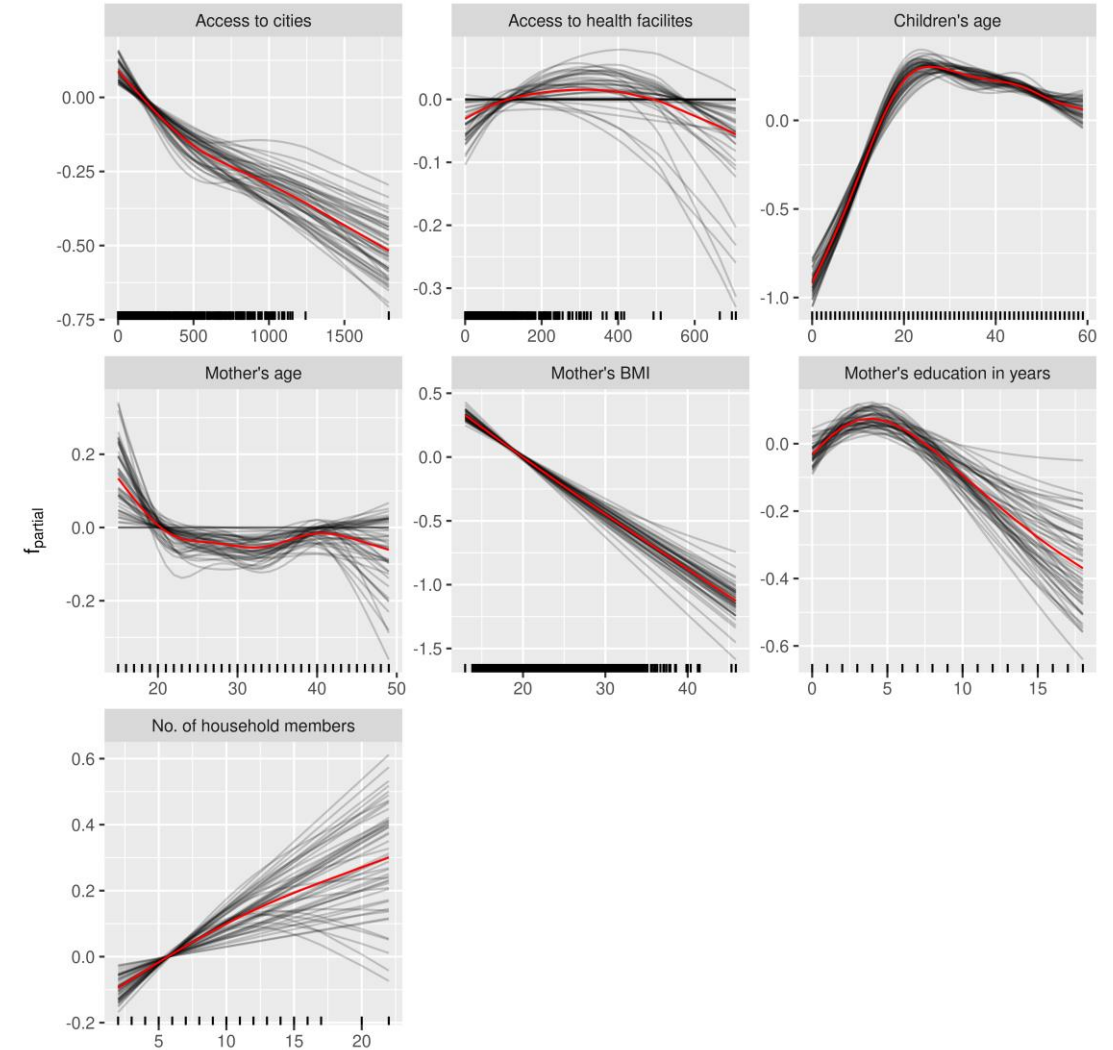 Access to cities
Access to health facilites
Children's age
0.00
-0.25
-0.50
-0.75
0 500 1000 1500
0.0
-0.1
-0.2
-0.3
0 200 400 600
0.0
-0.5
-1.0
0 20 40 60
Mother's age
Mother's BMI
Mother's education in years
0.2
0.0
-0.2
20 30 40 50
0.5
0.0
-0.5
-1.0
-1.5
20 30 40
0.0
-0.2
-0.4
-0.6
0 5 10 15
fpartial
No. of household members
0.6
0.4
0.2
0.0
-0.2
5 10 15 20